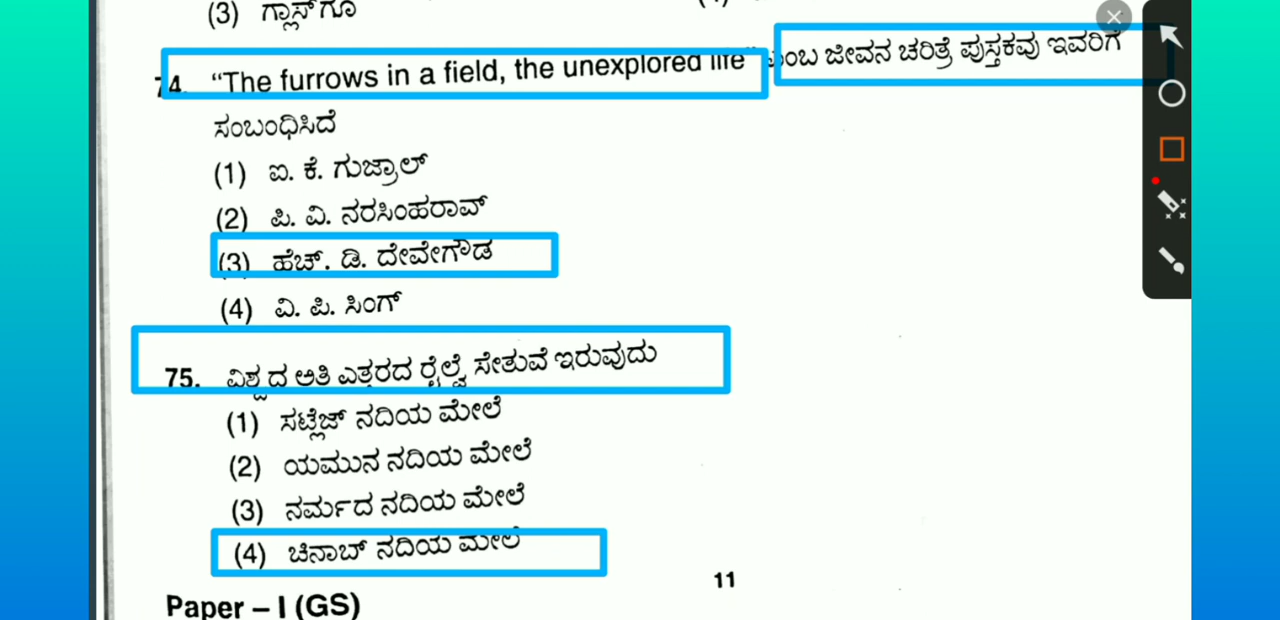 (3) ಗ್ಲಾಸ್‌ಗೂ
74. “The furrows in a field, the unexplored life” ಎಂಬ ಜೀವನ ಚರಿತ್ರೆ ಪುಸ್ತಕವು ಇವರಿಗೆ
ಸಂಬಂಧಿಸಿದೆ
(1) ಐ. ಕೆ. ಗುಜ್ರಾಲ್
(2) ಪಿ. ವಿ. ನರಸಿಂಹರಾವ್
(3) ಹೆಚ್. ಡಿ. ದೇವೇಗೌಡ
(4) ವಿ. ಪಿ. ಸಿಂಗ್
75. ವಿಶ್ವದ ಅತಿ ಎತ್ತರದ ರೈಲ್ವೆ ಸೇತುವೆ ಇರುವುದು
(1) ಸಟ್ಲೆಜ್ ನದಿಯ ಮೇಲೆ
(2) ಯಮುನ ನದಿಯ ಮೇಲೆ
(3) ನರ್ಮದ ನದಿಯ ಮೇಲೆ
(4) ಚಿನಾಬ್ ನದಿಯ ಮೇಲೆ
11
Paper – I (GS)